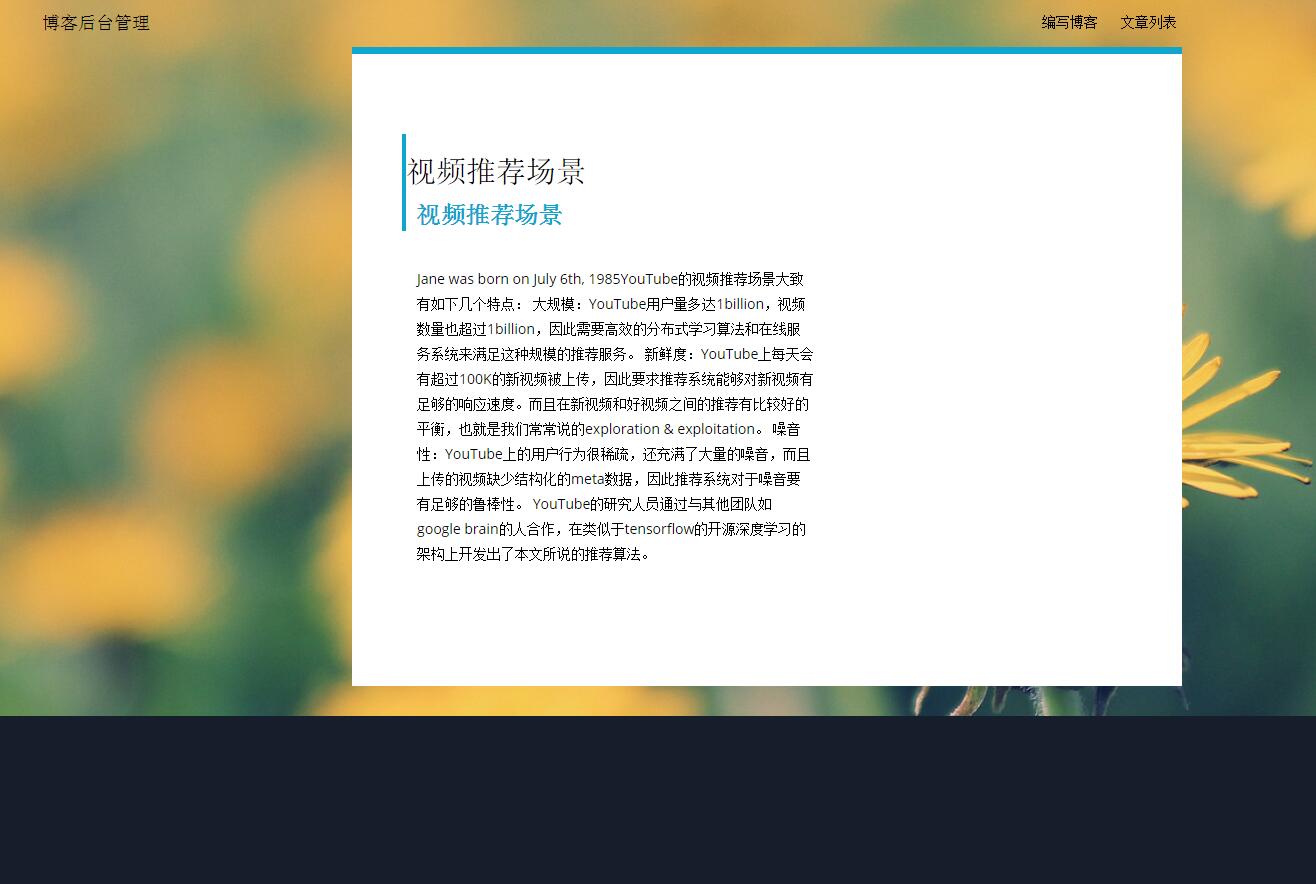 博客后台管理
编写博客 文章列表
视频推荐场景
视频推荐场景
Jane was born on July 6th, 1985YouTube的视频推荐场景大致
有如下几个特点： 大规模：YouTube用户量多达1billion，视频
数量也超过1billion，因此需要高效的分布式学习算法和在线服
务系统来满足这种规模的推荐服务。 新鲜度：YouTube上每天会
有超过100K的新视频被上传，因此要求推荐系统能够对新视频有
足够的响应速度。而且在新视频和好视频之间的推荐有比较好的
平衡，也就是我们常常说的exploration & exploitation。 噪音
性：YouTube上的用户行为很稀疏，还充满了大量的噪音，而且
上传的视频缺少结构化的meta数据，因此推荐系统对于噪音要
有足够的鲁棒性。 YouTube的研究人员通过与其他团队如
google brain的人合作，在类似于tensorflow的开源深度学习的
架构上开发出了本文所说的推荐算法。